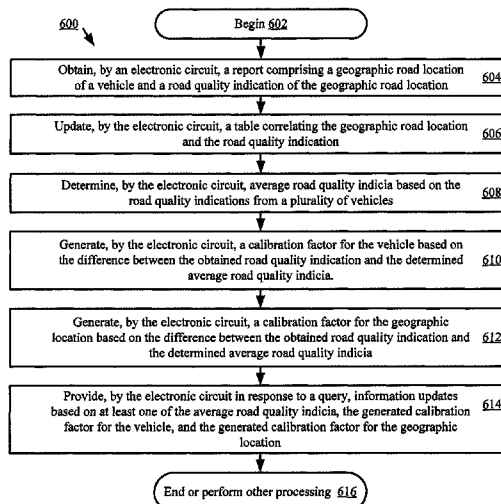 600
Begin 602
Obtain, by an electronic circuit, a report comprising a geographic road location
of a vehicle and a road quality indication of the geographic road location
604
Update, by the electronic circuit, a table correlating the geographic road location
and the road quality indication
606
Determine, by the electronic circuit, average road quality indicia based on the
road quality indications from a plurality of vehicles
608
Generate, by the electronic circuit, a calibration factor for the vehicle based on
the difference between the obtained road quality indication and the determined
average road quality indicia.
610
Generate, by the electronic circuit, a calibration factor for the geographic
location based on the difference between the obtained road quality indication and
the determined average road quality indicia
612
Provide, by the electronic circuit in response to a query, information updates
based on at least one of the average road quality indicia, the generated calibration
factor for the vehicle, and the generated calibration factor for the geographic
location
614
End or perform other processing 616